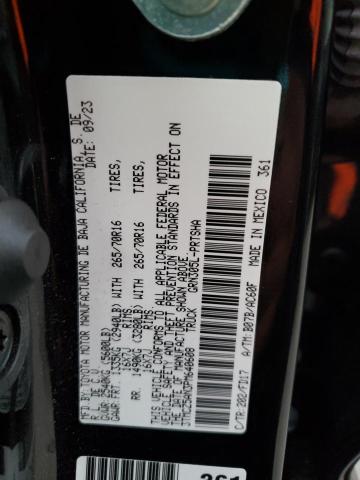 MFD. BY:
TOYOTA MOTOR MANUFACTURING DE BAJA CALIFORNIA, S. DE
R.L. DE C.V. DATE: 09/23
GVWR 2540KG (5600LB)
GAWR: FRT. 1335KG (2940LB) WITH 265/70R16 TIRES,
16X7J RIMS,
RR. 1490KG (3280LB) WITH 265/70R16 TIRES,
16X7J RIMS,
THIS VEHICLE CONFORMS TO ALL APPLICABLE FEDERAL MOTOR
VEHICLE SAFETY AND THEFT PREVENTION STANDARDS IN EFFECT ON
THE DATE OF MANUFACTURE SHOWN ABOVE.
TRUCK GRN305L-PRTSHA
C/TR:202/FD17
A/TM:B07B/AC60F
MADE IN MEXICO 361
361